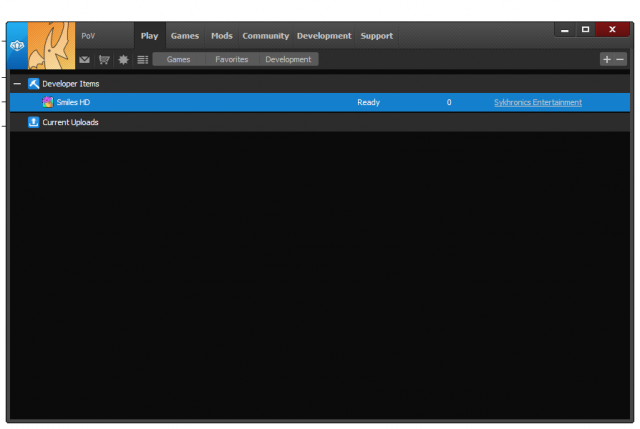 PoV Play Games Mods Community Development Support
Games Favorites Development
Developer Items
Smiles HD Ready 0 Sykhronics Entertainment
Current Uploads